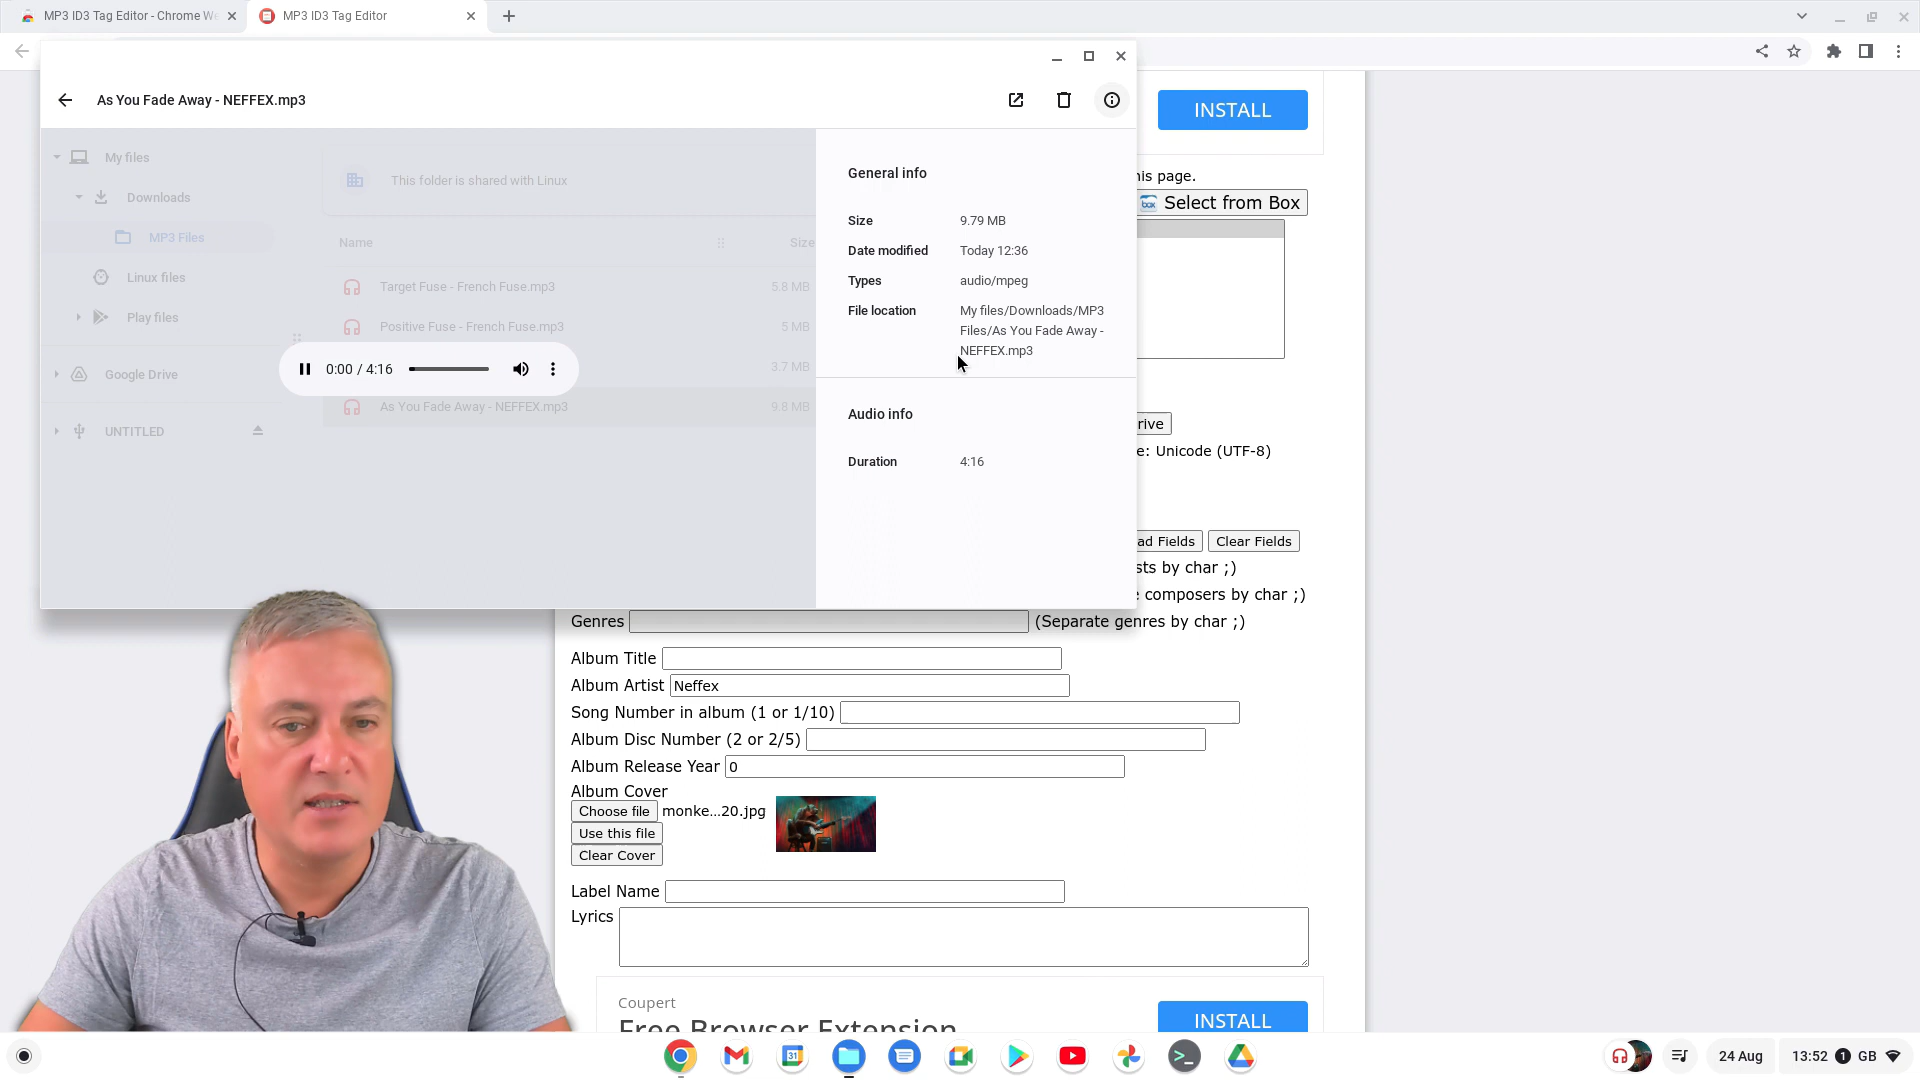 MP3 ID3 Tag Editor - Chrome We
MP3 ID3 Tag Editor
As You Fade Away - NEFFEX.mp3
INSTALL
My files
Downloads
MP3 Files
Linux files
Play files
Google Drive
UNTITLED
This folder is shared with Linux
Name
Size
Target Fuse - French Fuse.mp3
5.8 MB
Positive Fuse - French Fuse.mp3
5 MB
3.7 MB
As You Fade Away - NEFFEX.mp3
9.8 MB
0:00 / 4:16
General info
Size 9.79 MB
Date modified Today 12:36
Types audio/mpeg
File location My files/Downloads/MP3
Files/As You Fade Away -
NEFFEX.mp3
Audio info
Duration 4:16
his page.
box Select from Box
rive
e: Unicode (UTF-8)
ad Fields
Clear Fields
sts by char ;)
e composers by char ;)
Genres (Separate genres by char ;)
Album Title
Album Artist Neffex
Song Number in album (1 or 1/10)
Album Disc Number (2 or 2/5)
Album Release Year 0
Album Cover
Choose file monke...20.jpg
Use this file
Clear Cover
Label Name
Lyrics
Coupert
Free Browser Extension
INSTALL
31
24 Aug
13:52 1 GB